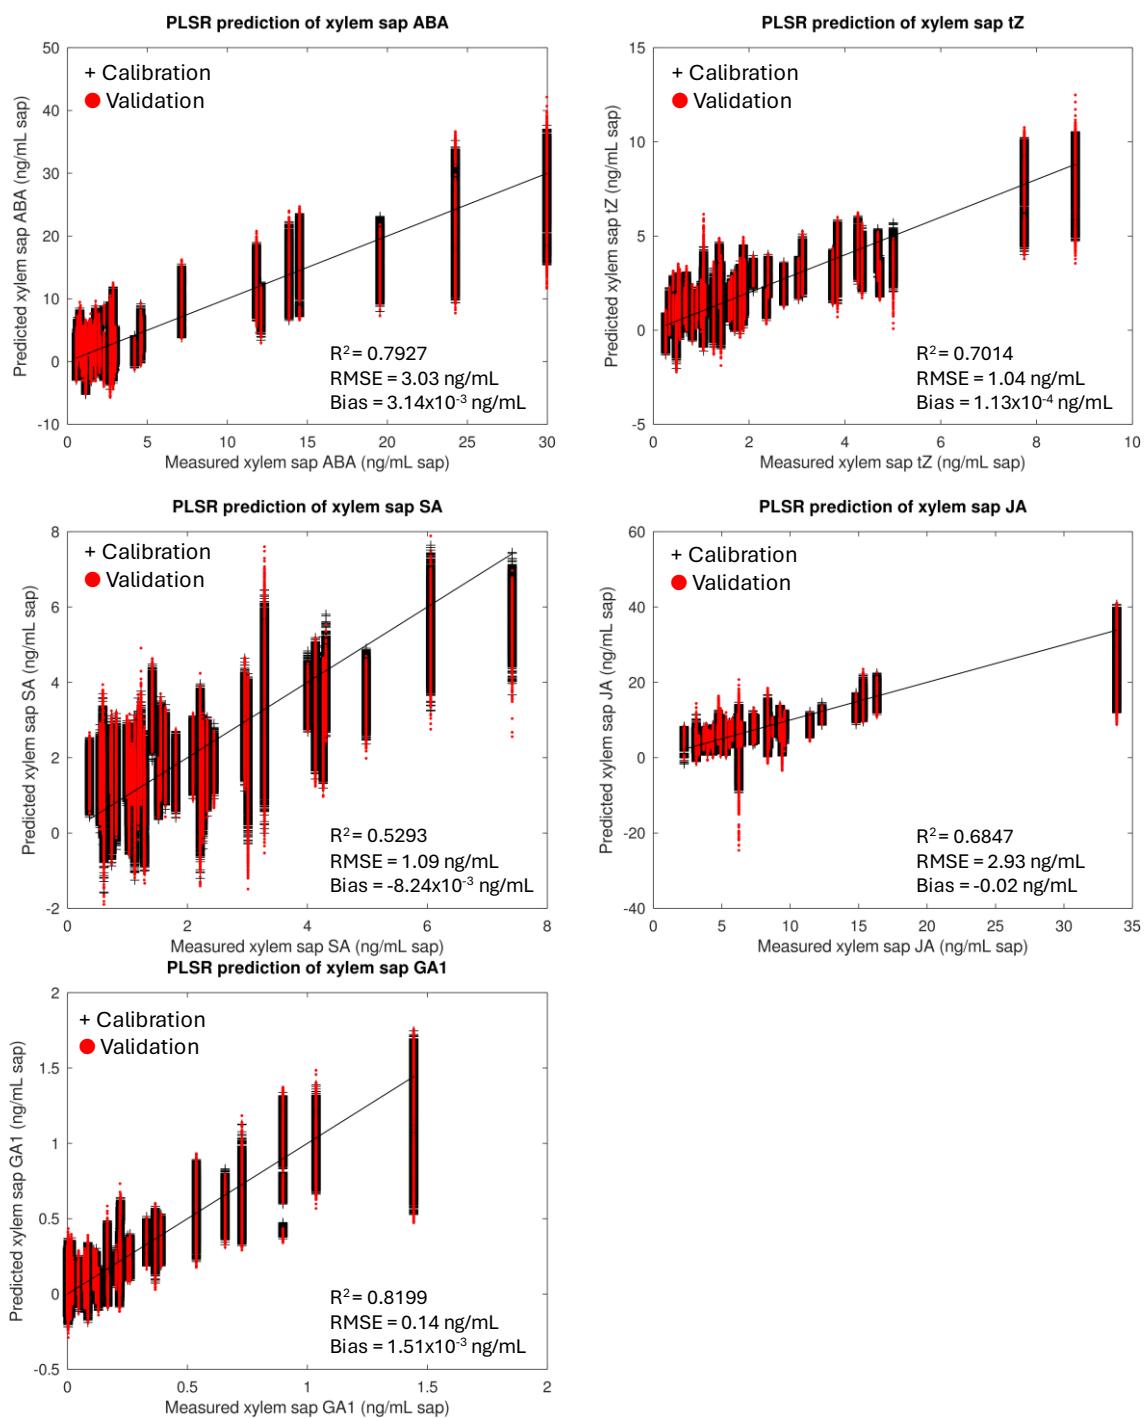 PLSR prediction of xylem sap ABA
50
40
30
20
10
0
-10
0 5 10 15 20 25 30
Predicted xylem sap ABA (ng/mL sap)
Measured xylem sap ABA (ng/mL sap)
+ Calibration
Validation
R² = 0.7927
RMSE = 3.03 ng/mL
Bias = 3.14x10⁻³ ng/mL
PLSR prediction of xylem sap tZ
15
10
5
0
-5
0 2 4 6 8 10
Predicted xylem sap tZ (ng/mL sap)
Measured xylem sap tZ (ng/mL sap)
+ Calibration
Validation
R² = 0.7014
RMSE = 1.04 ng/mL
Bias = 1.13x10⁻⁴ ng/mL
PLSR prediction of xylem sap SA
8
6
4
2
0
-2
0 2 4 6 8
Predicted xylem sap SA (ng/mL sap)
Measured xylem sap SA (ng/mL sap)
+ Calibration
Validation
R² = 0.5293
RMSE = 1.09 ng/mL
Bias = -8.24x10⁻³ ng/mL
PLSR prediction of xylem sap JA
60
40
20
0
-20
-40
0 5 10 15 20 25 30 35
Predicted xylem sap JA (ng/mL sap)
Measured xylem sap JA (ng/mL sap)
+ Calibration
Validation
R² = 0.6847
RMSE = 2.93 ng/mL
Bias = -0.02 ng/mL
PLSR prediction of xylem sap GA1
2
1.5
1
0.5
0
-0.5
0 0.5 1 1.5 2
Predicted xylem sap GA1 (ng/mL sap)
Measured xylem sap GA1 (ng/mL sap)
+ Calibration
Validation
R² = 0.8199
RMSE = 0.14 ng/mL
Bias = 1.51x10⁻³ ng/mL